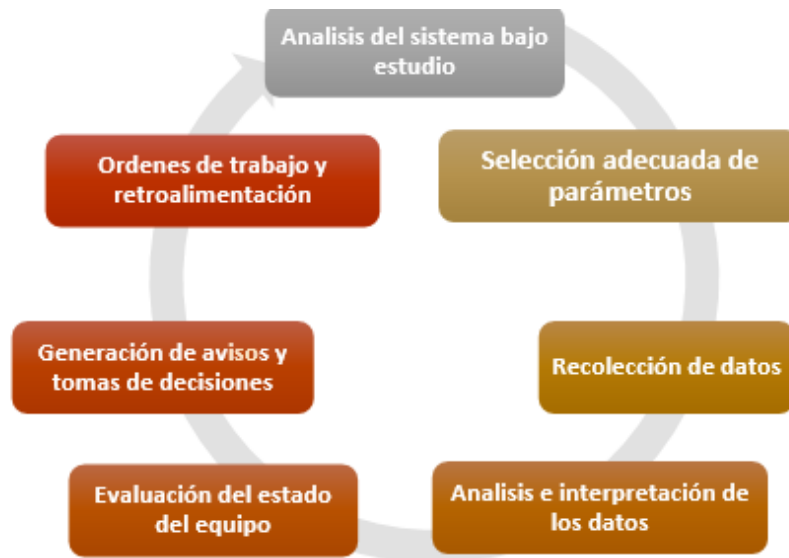 Analisis del sistema bajo
estudio
Selección adecuada de
parámetros
Recolección de datos
Analisis e interpretación de
los datos
Evaluación del estado
del equipo
Generación de avisos y
tomas de decisiones
Ordenes de trabajo y
retroalimentación